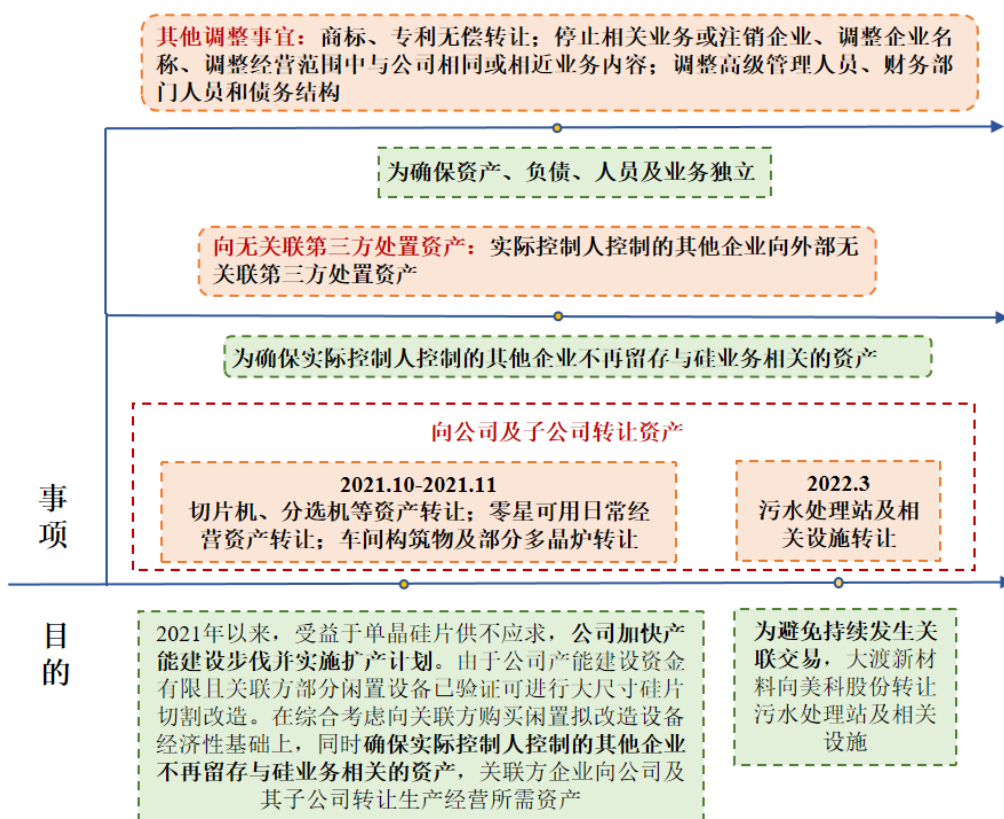 其他调整事宜：商标、专利无偿转让；停止相关业务或注销企业、调整企业名
称、调整经营范围中与公司相同或相近业务内容；调整高级管理人员、财务部
门人员和债务结构
为确保资产、负债、人员及业务独立
向无关联第三方处置资产：实际控制人控制的其他企业向外部无
关联第三方处置资产
为确保实际控制人控制的其他企业不再留存与硅业务相关的资产
向公司及子公司转让资产
2021.10-2021.11
切片机、分选机等资产转让；零星可用日常经
营资产转让；车间构筑物及部分多晶炉转让
2022.3
污水处理站及相
关设施转让
事
项
目
的
2021年以来，受益于单晶硅片供不应求，公司加快产
能建设步伐并实施扩产计划。由于公司产能建设资金
有限且关联方部分闲置设备已验证可进行大尺寸硅片
切割改造。在综合考虑向关联方购买闲置拟改造设备
经济性基础上，同时确保实际控制人控制的其他企业
不再留存与硅业务相关的资产，关联方企业向公司及
其子公司转让生产经营所需资产
为避免持续发生关
联交易，大渡新材
料向美科股份转让
污水处理站及相关
设施